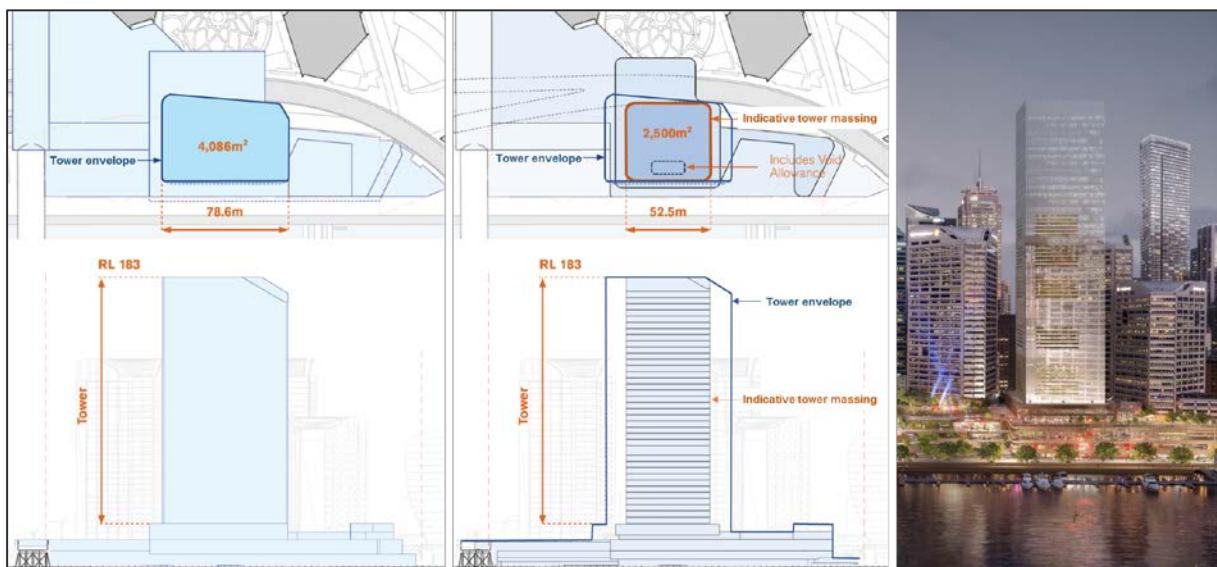 4,086m²
Tower envelope
78.6m
RL 183
Tower
2,500m²
Indicative tower massing
Tower envelope
Includes Void
Allowance
52.5m
RL 183
Tower envelope
Tower
Indicative tower massing